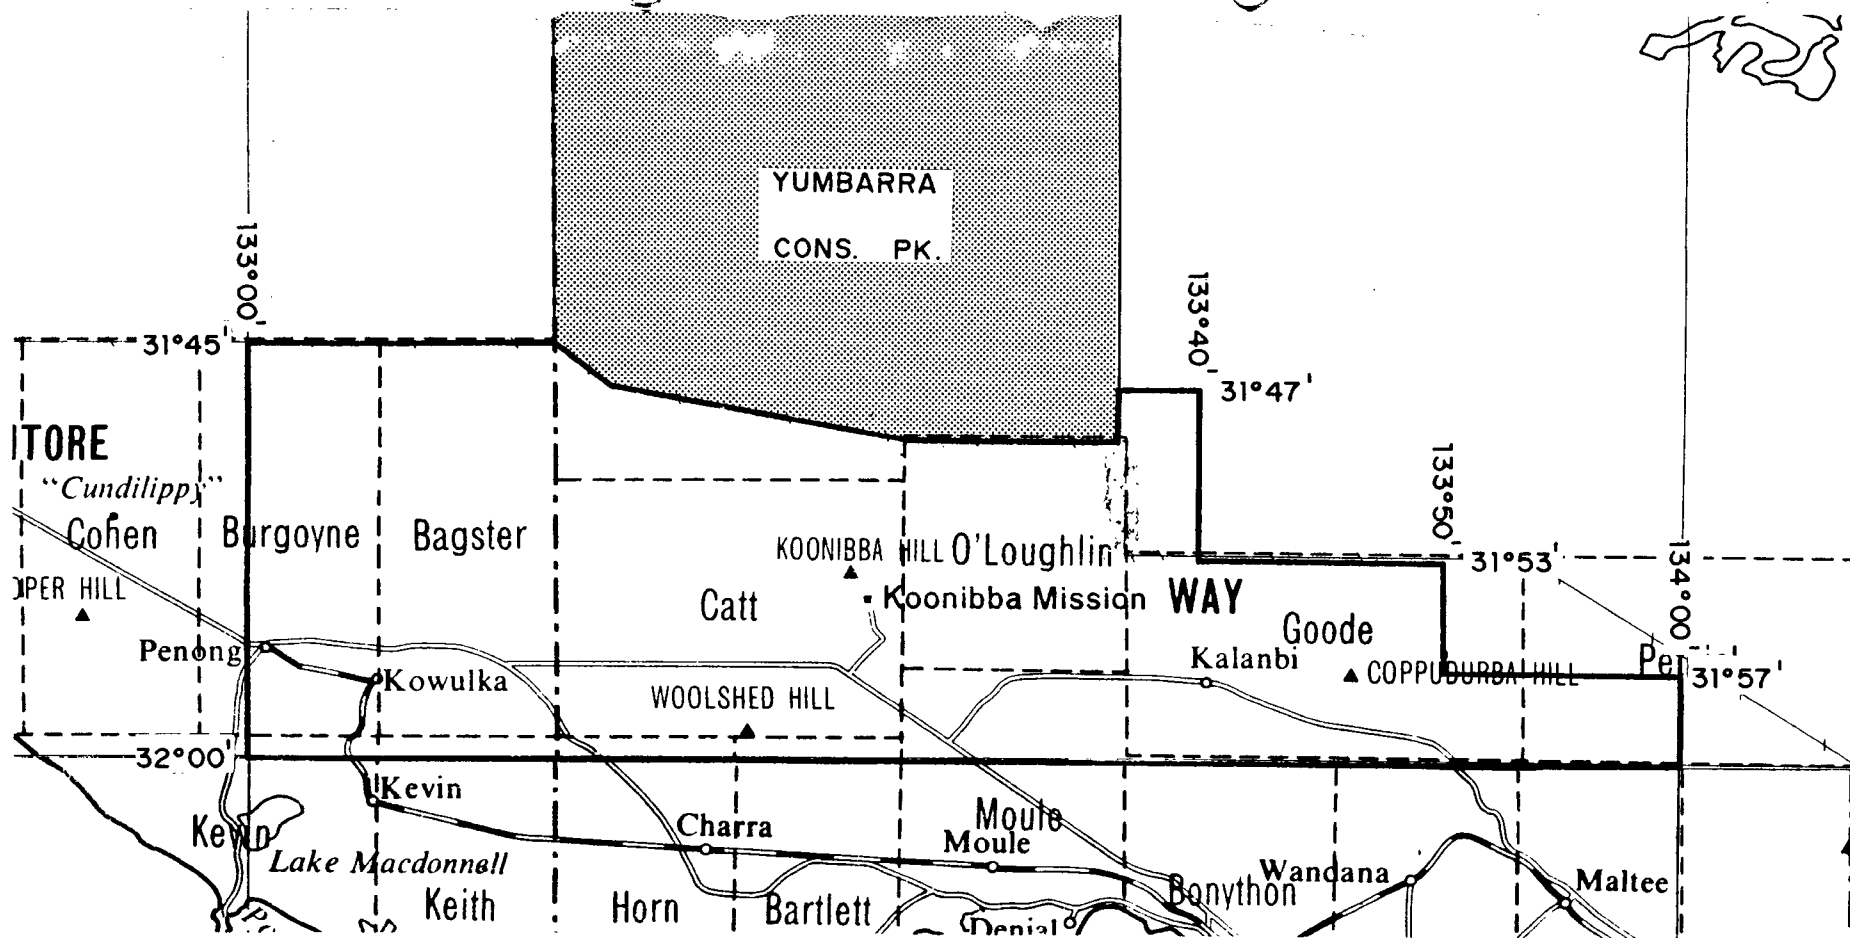 YUMBARRA
CONS. PK.
133°00'
133°40'
31°45'
31°47'
TORE
"Cundilippy"
133°50'
Cohen
Burgoyne
Bagster
KOONIBBA HILL
O'Loughlin
31°53'
134°00'
PER HILL
Catt
Koonibba Mission
WAY
Goode
Penong
Kalanbi
Per
Kowulka
COPPUDURBA HILL
31°57'
WOOLSHED HILL
32°00'
Kevin
Kevin
Charra
Moule
Moule
Lake Macdonnell
Wandana
Maltee
Keith
Horn
Bartlett
Bonython
Denial